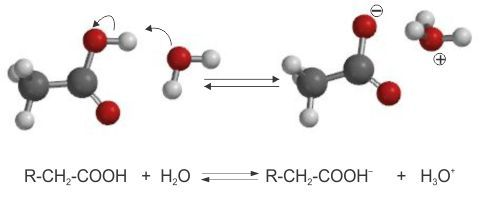 ⊖
⊕
R-CH₂-COOH + H₂O ⇌ R-CH₂-COOH⁻ + H₃O⁺